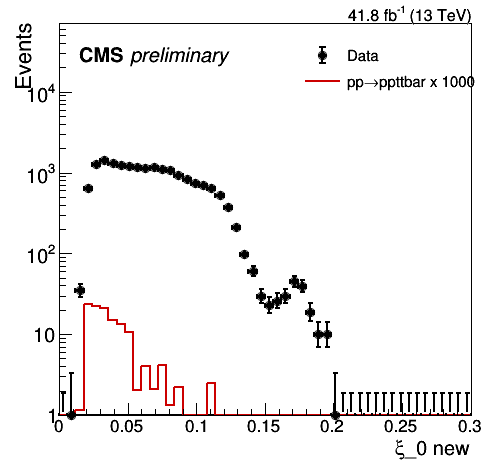 41.8 fb⁻¹ (13 TeV)
Events
CMS preliminary
Data
pp→ppttbar x 1000
10⁴
10³
10²
10
1
0 0.05 0.1 0.15 0.2 0.25 0.3
ξ_0 new